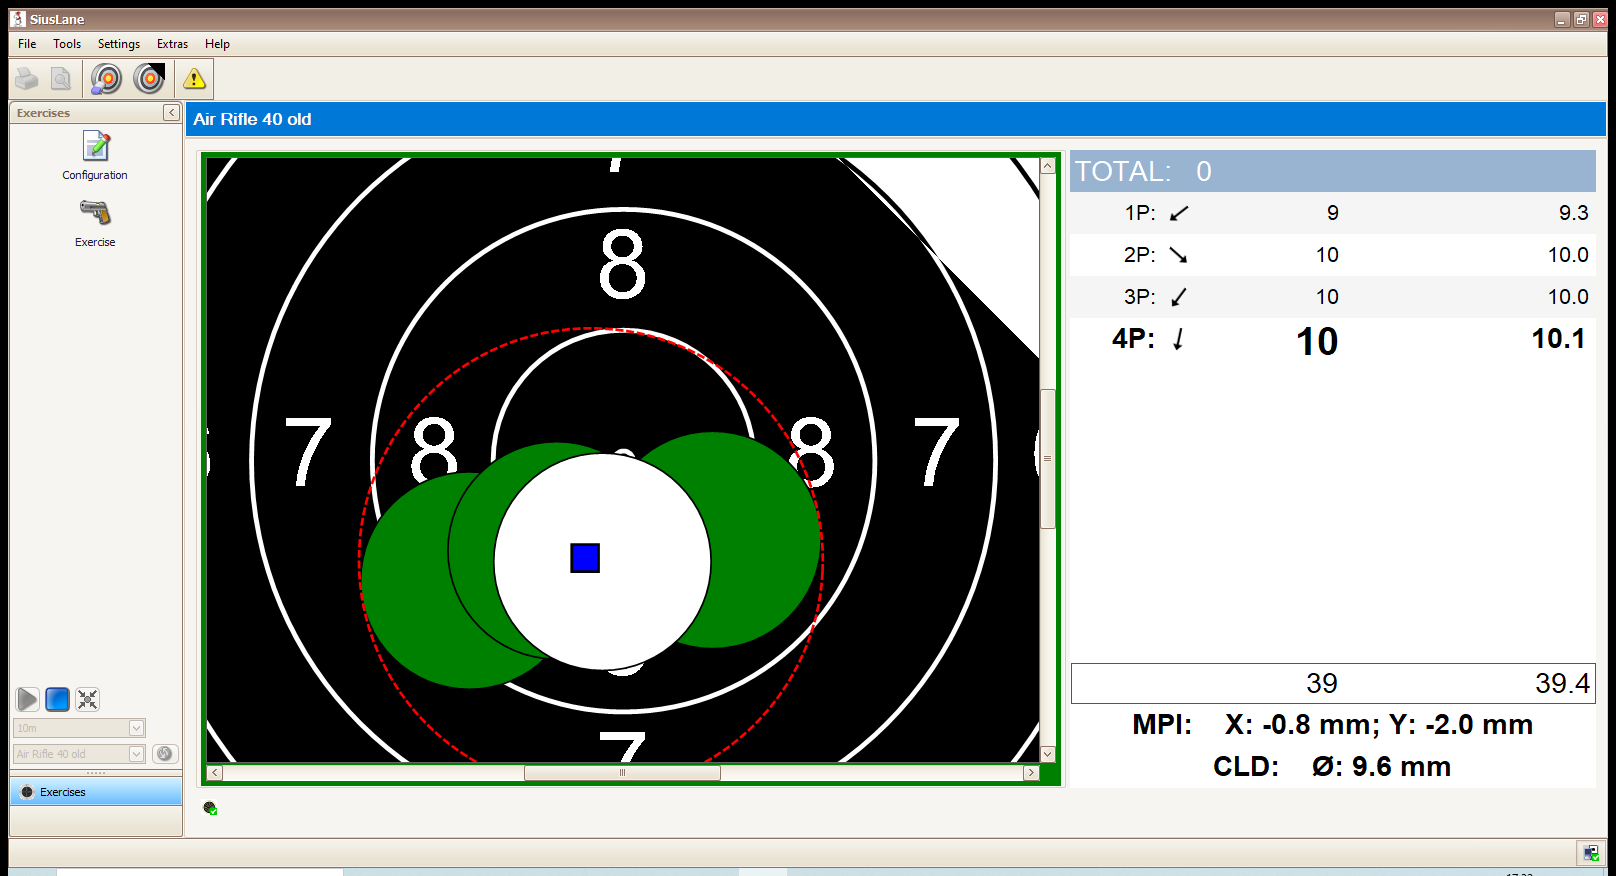 SiusLane
File Tools Settings Extras Help
Exercises
Configuration
Exercise
10m
Air Rifle 40 old
Exercises
Air Rifle 40 old
7
8
7 8 8 7
7
TOTAL: 0
1P: 9 9.3
2P: 10 10.0
3P: 10 10.0
4P: 10 10.1
39 39.4
MPI: X: -0.8 mm; Y: -2.0 mm
CLD: Ø: 9.6 mm